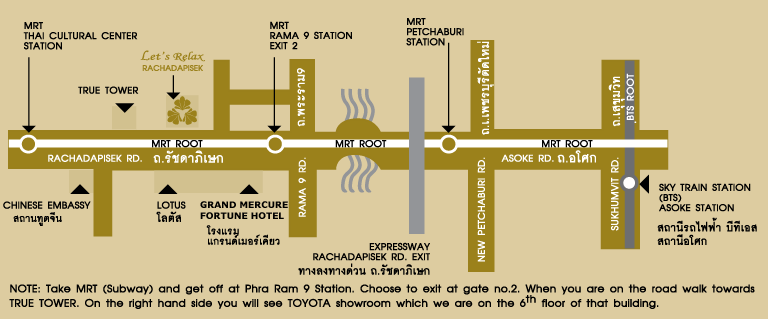 MRT
THAI CULTURAL CENTER
STATION
Let's Relax
RACHADAPISEK
TRUE TOWER
MRT
RAMA 9 STATION
EXIT 2
ถ.พระราม9
MRT
PETCHABURI
STATION
ถ.เพชรบุรีตัดใหม่
ถ.สุขุมวิท
BTS ROOT
MRT ROOT
MRT ROOT
MRT ROOT
RACHADAPISEK RD. ถ.รัชดาภิเษก
ASOKE RD. ถ.อโศก
RAMA 9 RD.
NEW PETCHABURI RD.
SUKHUMVIT RD.
CHINESE EMBASSY
สถานทูตจีน
LOTUS
โลตัส
GRAND MERCURE
FORTUNE HOTEL
โรงแรม
แกรนด์เมอร์เคียว
EXPRESSWAY
RACHADAPISEK RD. EXIT
ทางลงทางด่วน ถ.รัชดาภิเษก
SKY TRAIN STATION
(BTS)
ASOKE STATION
สถานีรถไฟฟ้า บีทีเอส
สถานีอโศก
NOTE: Take MRT (Subway) and get off at Phra Ram 9 Station. Choose to exit at gate no.2. When you are on the road walk towards
TRUE TOWER. On the right hand side you will see TOYOTA showroom which we are on the 6th floor of that building.